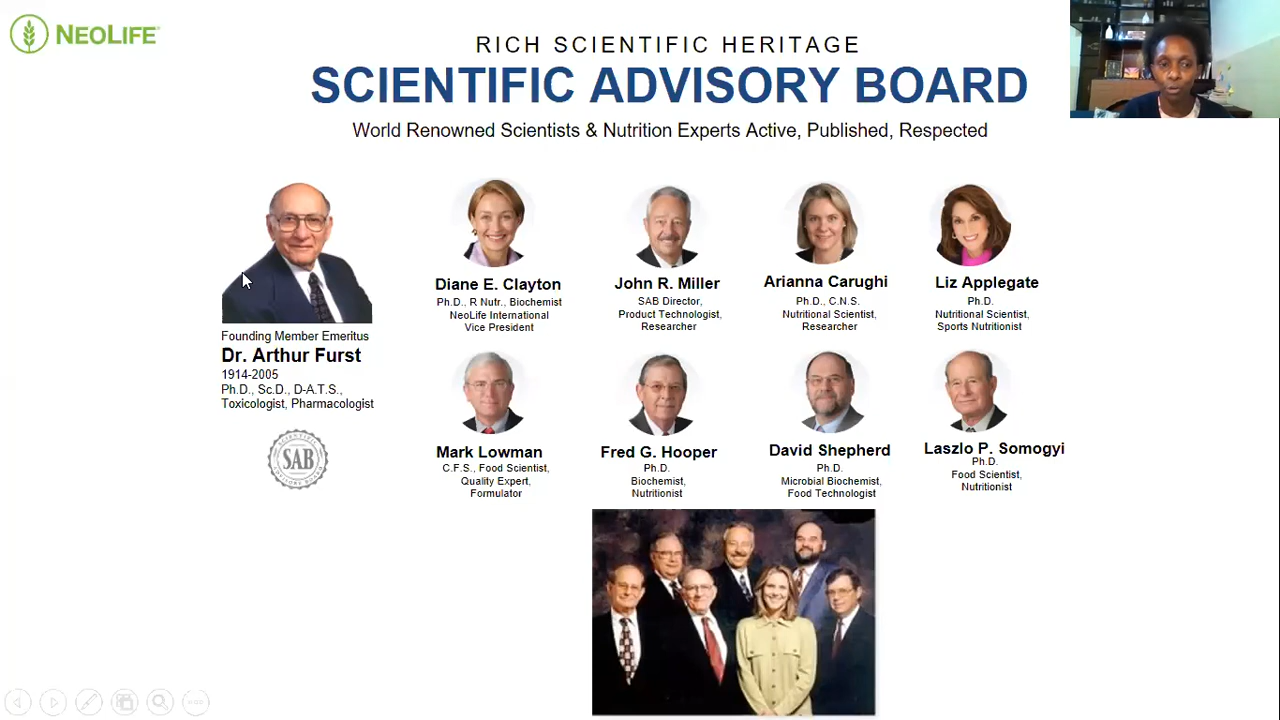 NEOLIFE
RICH SCIENTIFIC HERITAGE
SCIENTIFIC ADVISORY BOARD
World Renowned Scientists & Nutrition Experts Active, Published, Respected
Founding Member Emeritus
Dr. Arthur Furst
1914-2005
Ph.D., Sc.D., D-A.T.S.,
Toxicologist, Pharmacologist
SCIENTIFIC
SAB
ADVISORY BOARD
Diane E. Clayton
Ph.D., R Nutr., Biochemist
NeoLife International
Vice President
John R. Miller
SAB Director,
Product Technologist,
Researcher
Arianna Carughi
Ph.D., C.N.S.
Nutritional Scientist,
Researcher
Liz Applegate
Ph.D.
Nutritional Scientist,
Sports Nutritionist
Mark Lowman
C.F.S., Food Scientist,
Quality Expert,
Formulator
Fred G. Hooper
Ph.D.
Biochemist,
Nutritionist
David Shepherd
Ph.D.
Microbial Biochemist,
Food Technologist
Laszlo P. Somogyi
Ph.D.
Food Scientist,
Nutritionist